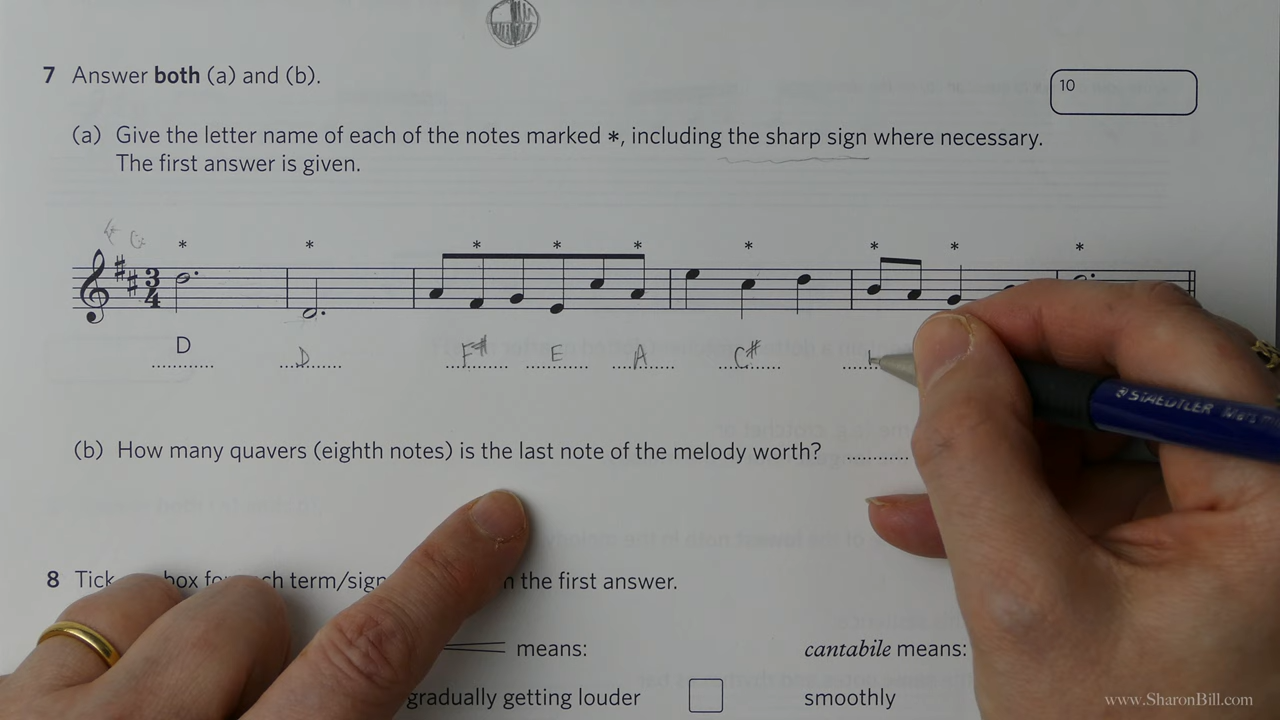 7 Answer both (a) and (b).
10
(a) Give the letter name of each of the notes marked *, including the sharp sign where necessary.
The first answer is given.
* * * * * * * * *
3
4
D D F# E A C#
(b) How many quavers (eighth notes) is the last note of the melody worth? ............
STAEDTLER Mars
8 Tick box term/sign the first answer.
means: cantabile means:
gradually getting louder smoothly
www.SharonBill.com